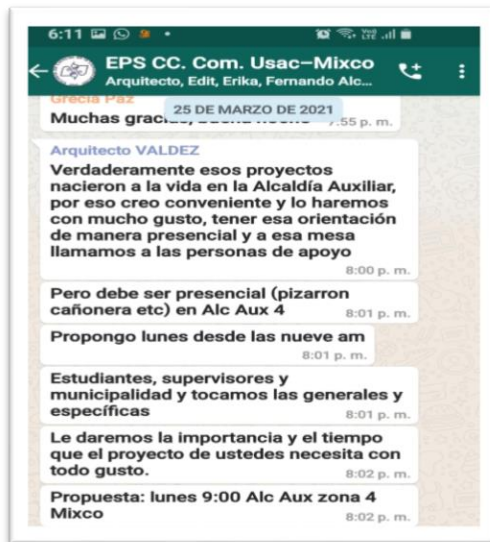 6:11
EPS CC. Com. Usac–Mixco
Arquitecto, Edit, Erika, Fernando Alc...
Grecia Paz
25 DE MARZO DE 2021
Muchas gracias, buena noche 7:55 p. m.
Arquitecto VALDEZ
Verdaderamente esos proyectos
nacieron a la vida en la Alcaldía Auxiliar,
por eso creo conveniente y lo haremos
con mucho gusto, tener esa orientación
de manera presencial y a esa mesa
llamamos a las personas de apoyo
8:00 p. m.
Pero debe ser presencial (pizarron
cañonera etc) en Alc Aux 4
8:01 p. m.
Propongo lunes desde las nueve am
8:01 p. m.
Estudiantes, supervisores y
municipalidad y tocamos las generales y
específicas
8:01 p. m.
Le daremos la importancia y el tiempo
que el proyecto de ustedes necesita con
todo gusto.
8:02 p. m.
Propuesta: lunes 9:00 Alc Aux zona 4
Mixco
8:02 p. m.